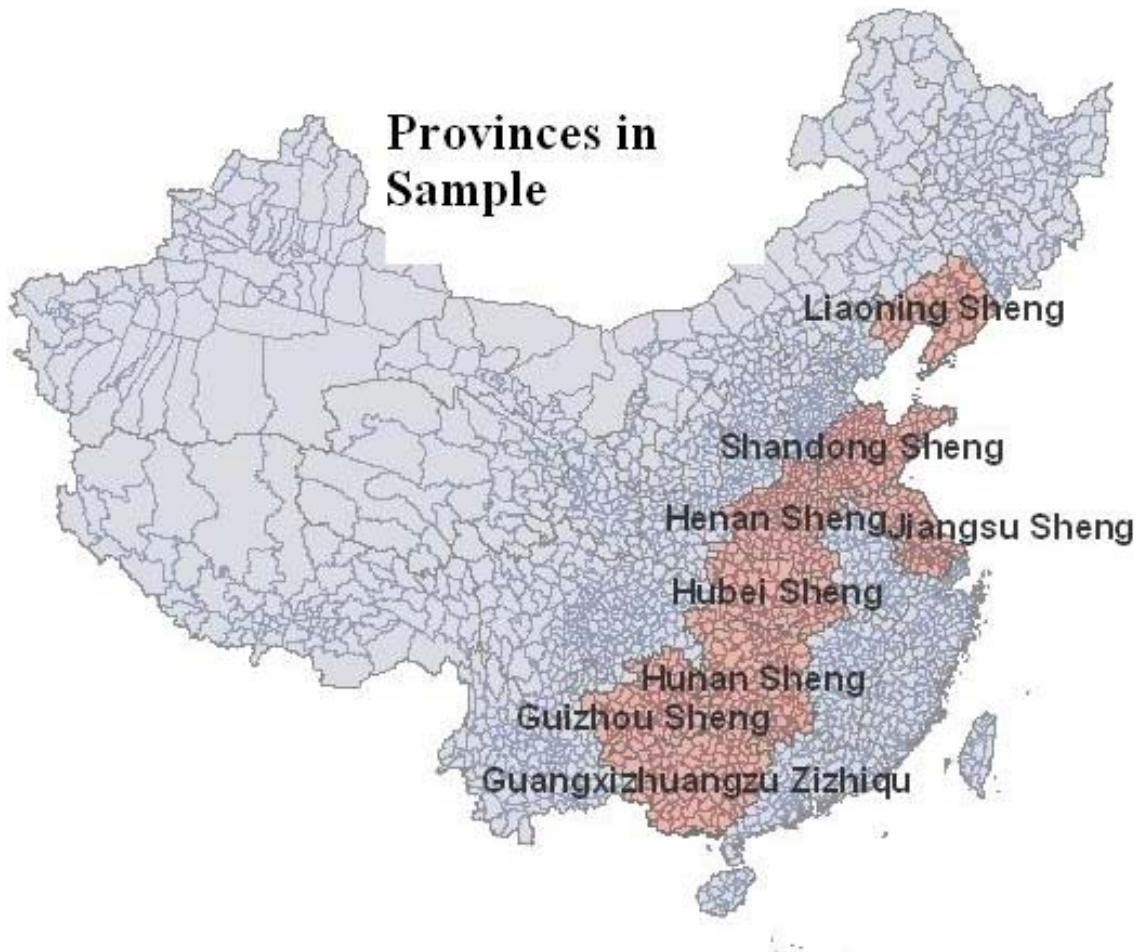 Provinces in
Sample
Liaoning Sheng
Shandong Sheng
Henan Sheng
Jiangsu Sheng
Hubei Sheng
Hunan Sheng
Guizhou Sheng
Guangxizhuangzu Zizhiqu